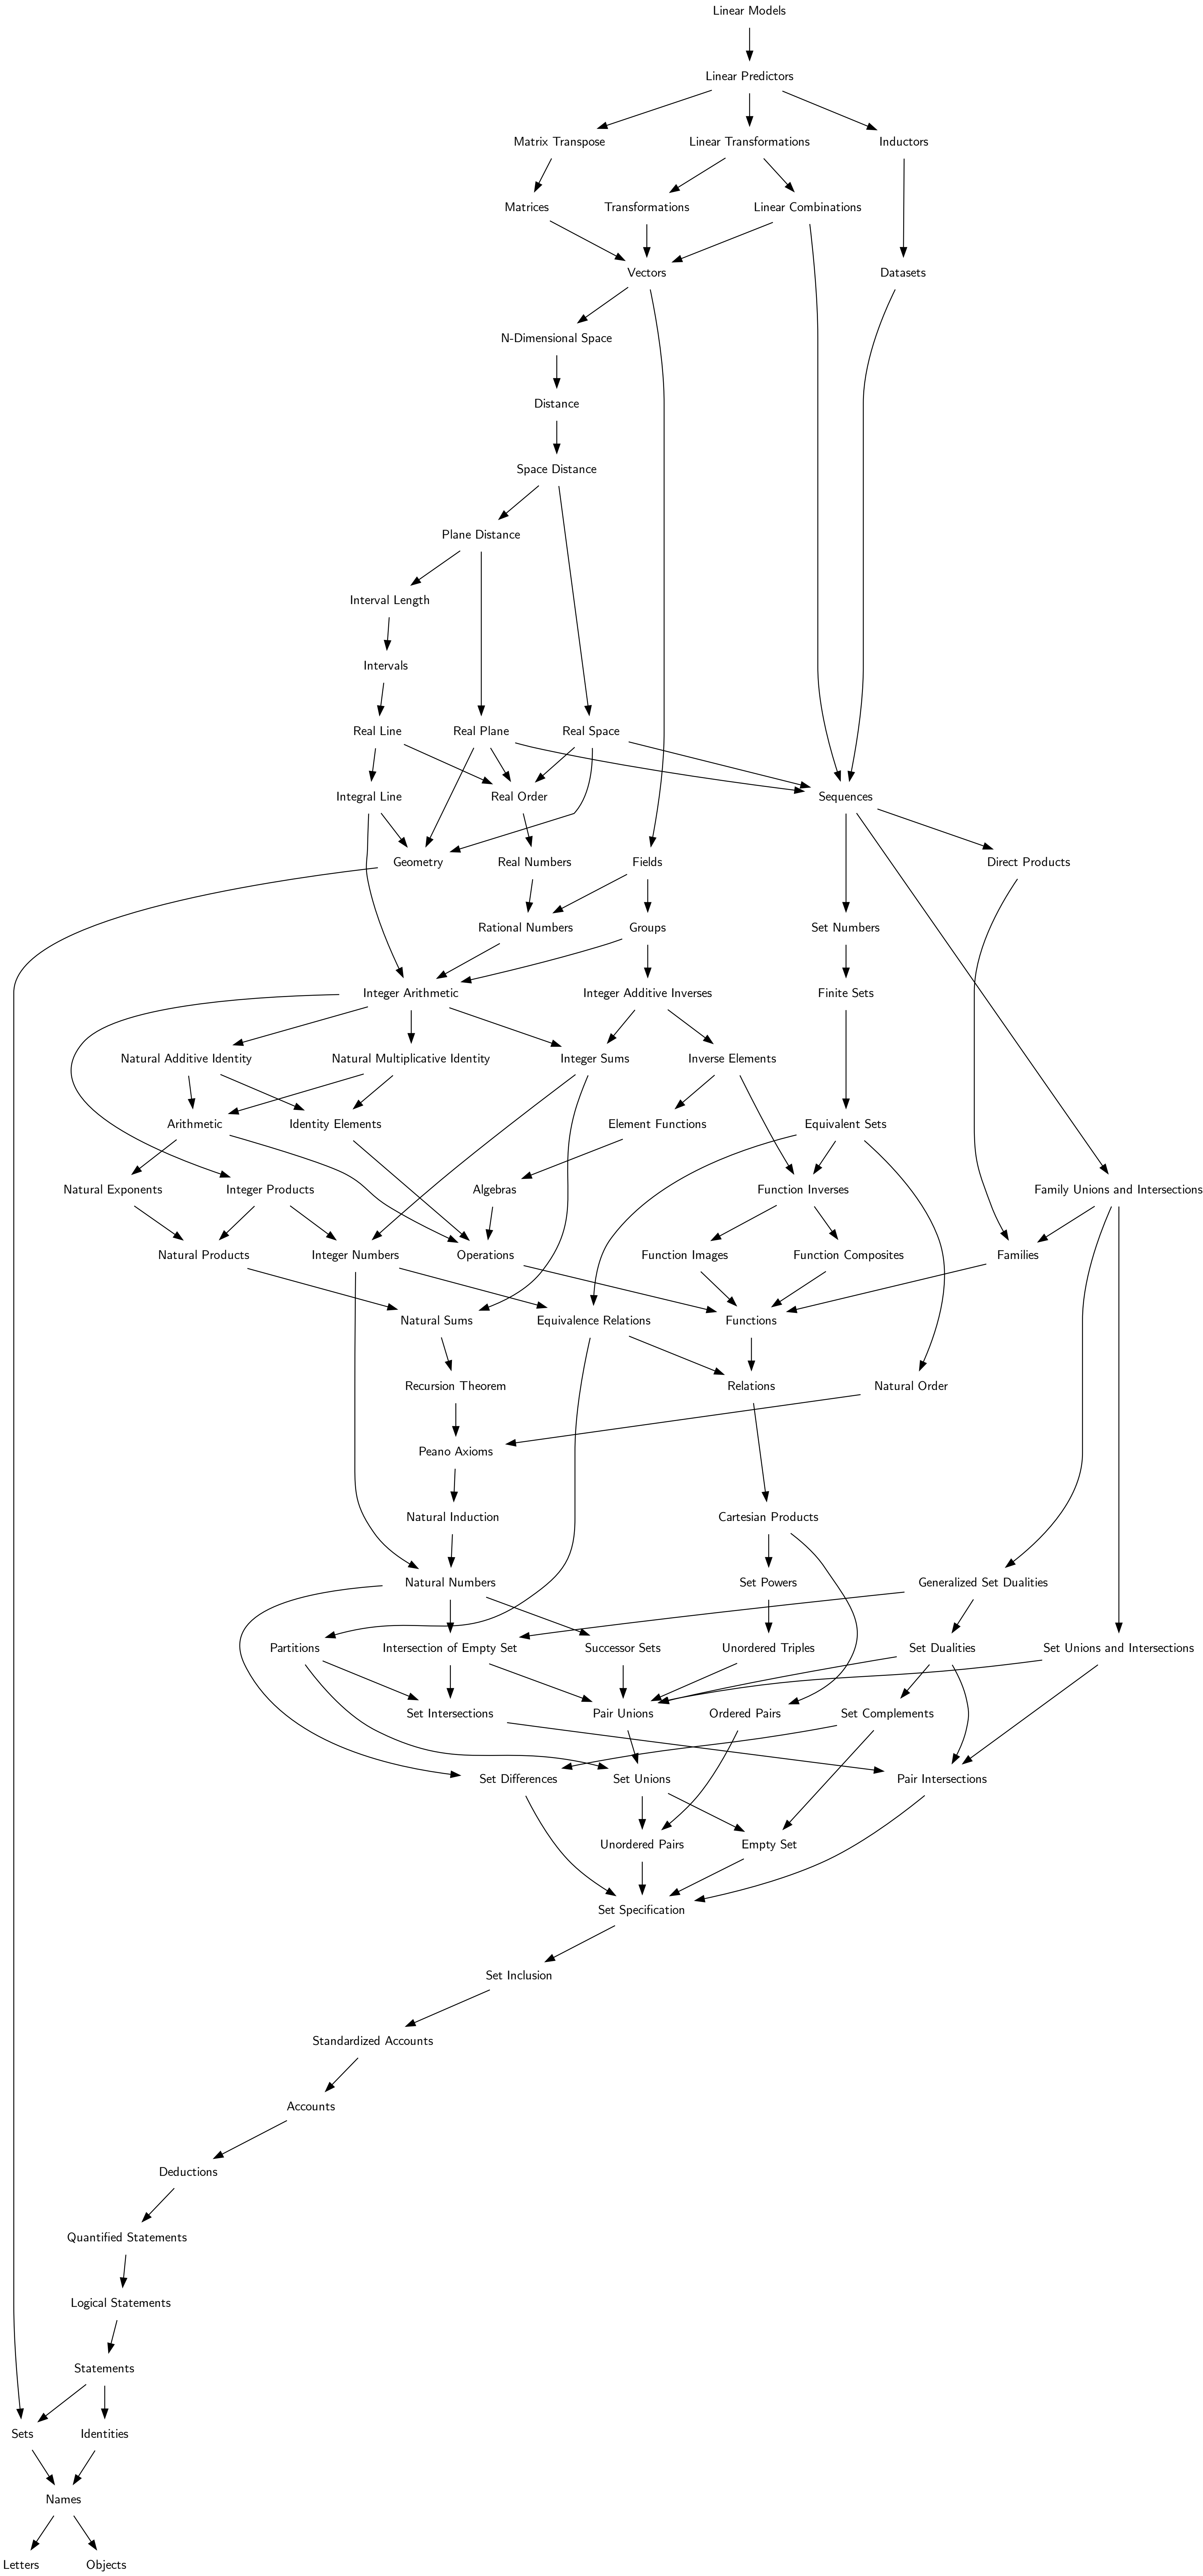 Linear Models
Linear Predictors
Matrix Transpose
Linear Transformations
Inductors
Matrices
Transformations
Linear Combinations
Vectors
Datasets
N-Dimensional Space
Distance
Space Distance
Plane Distance
Interval Length
Intervals
Real Line
Real Plane
Real Space
Integral Line
Real Order
Sequences
Geometry
Real Numbers
Fields
Direct Products
Rational Numbers
Groups
Set Numbers
Integer Arithmetic
Integer Additive Inverses
Finite Sets
Natural Additive Identity
Natural Multiplicative Identity
Integer Sums
Inverse Elements
Arithmetic
Identity Elements
Element Functions
Equivalent Sets
Natural Exponents
Integer Products
Algebras
Function Inverses
Family Unions and Intersections
Natural Products
Integer Numbers
Operations
Function Images
Function Composites
Families
Natural Sums
Equivalence Relations
Functions
Recursion Theorem
Relations
Natural Order
Peano Axioms
Natural Induction
Cartesian Products
Natural Numbers
Set Powers
Generalized Set Dualities
Partitions
Intersection of Empty Set
Successor Sets
Unordered Triples
Set Dualities
Set Unions and Intersections
Set Intersections
Pair Unions
Ordered Pairs
Set Complements
Set Differences
Set Unions
Pair Intersections
Unordered Pairs
Empty Set
Set Specification
Set Inclusion
Standardized Accounts
Accounts
Deductions
Quantified Statements
Logical Statements
Statements
Sets
Identities
Names
Letters
Objects